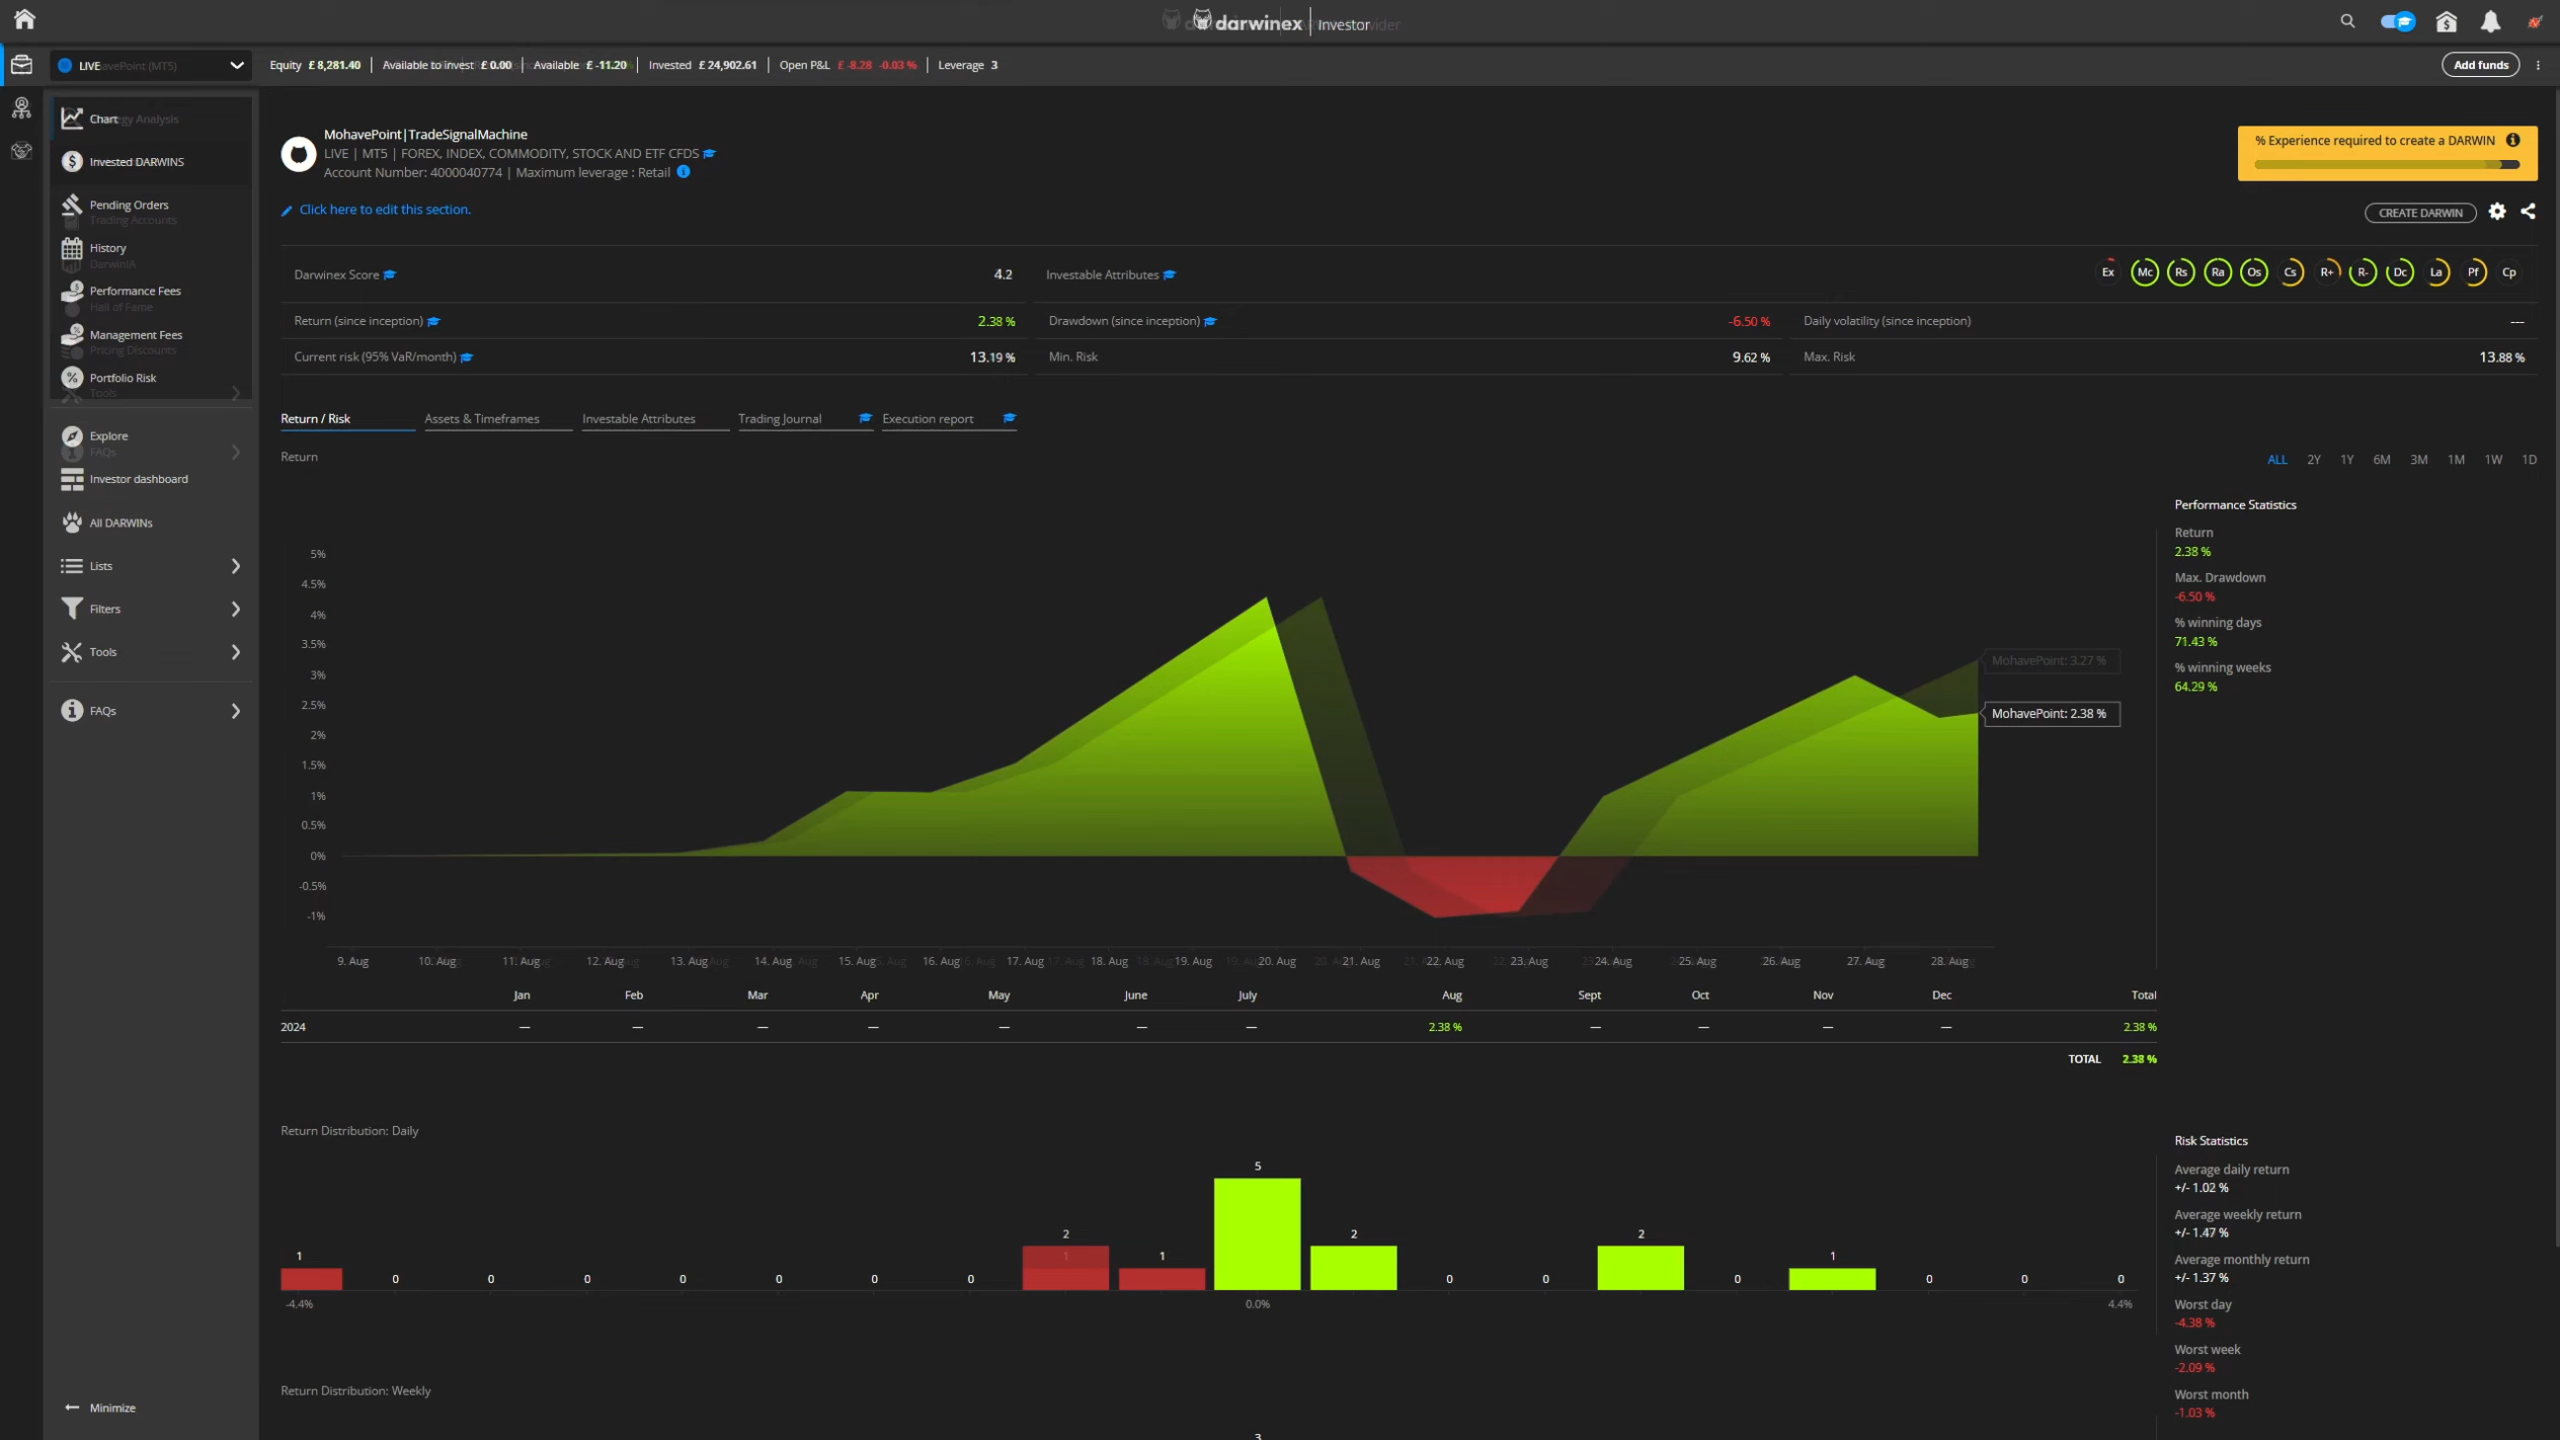 darwinex | Investor
LIVE
Equity £ 8,281.40 | Available to invest £ 0.00 | Available £ -11.20 | Invested £ 24,902.61 | Open P&L £ -8.28 -0.03 % | Leverage 3
Add funds
Chart
Strategy Analysis
Invested DARWINS
Pending Orders
Trading Accounts
History
DarwinIA
Performance Fees
Hall of Fame
Management Fees
Pricing Discounts
Portfolio Risk
Tools
Explore
FAQs
Investor dashboard
All DARWINs
Lists
Filters
Tools
FAQs
Minimize
MohavePoint|TradeSignalMachine
LIVE | MT5 | FOREX, INDEX, COMMODITY, STOCK AND ETF CFDS
Account Number: 4000040774 | Maximum leverage : Retail
Click here to edit this section.
% Experience required to create a DARWIN
CREATE DARWIN
Darwinex Score 4.2
Investable Attributes Ex Mc Rs Ra Os Cs R+ R- Dc La Pf Cp
Return (since inception) 2.38 %
Drawdown (since inception) -6.50 %
Daily volatility (since inception) ---
Current risk (95% VaR/month) 13.19 %
Min. Risk 9.62 %
Max. Risk 13.88 %
Return / Risk Assets & Timeframes Investable Attributes Trading Journal Execution report
Return
ALL 2Y 1Y 6M 3M 1M 1W 1D
5%
4.5%
4%
3.5%
3%
2.5%
2%
1.5%
1%
0.5%
0%
-0.5%
-1%
MohavePoint: 3.27 %
MohavePoint: 2.38 %
9. Aug 10. Aug 11. Aug 12. Aug 13. Aug 14. Aug 15. Aug 16. Aug 17. Aug 18. Aug 19. Aug 20. Aug 21. Aug 22. Aug 23. Aug 24. Aug 25. Aug 26. Aug 27. Aug 28. Aug
Performance Statistics
Return
2.38 %
Max. Drawdown
-6.50 %
% winning days
71.43 %
% winning weeks
64.29 %
Jan Feb Mar Apr May June July Aug Sept Oct Nov Dec Total
2024 — — — — — — — 2.38 % — — — — 2.38 %
TOTAL 2.38 %
Return Distribution: Daily
1 0 0 0 0 0 0 0 2 1 5 2 0 0 2 0 1 0 0 0
1
-4.4% 0.0% 4.4%
Risk Statistics
Average daily return
+/- 1.02 %
Average weekly return
+/- 1.47 %
Average monthly return
+/- 1.37 %
Worst day
-4.38 %
Worst week
-2.09 %
Worst month
-1.03 %
Return Distribution: Weekly
3